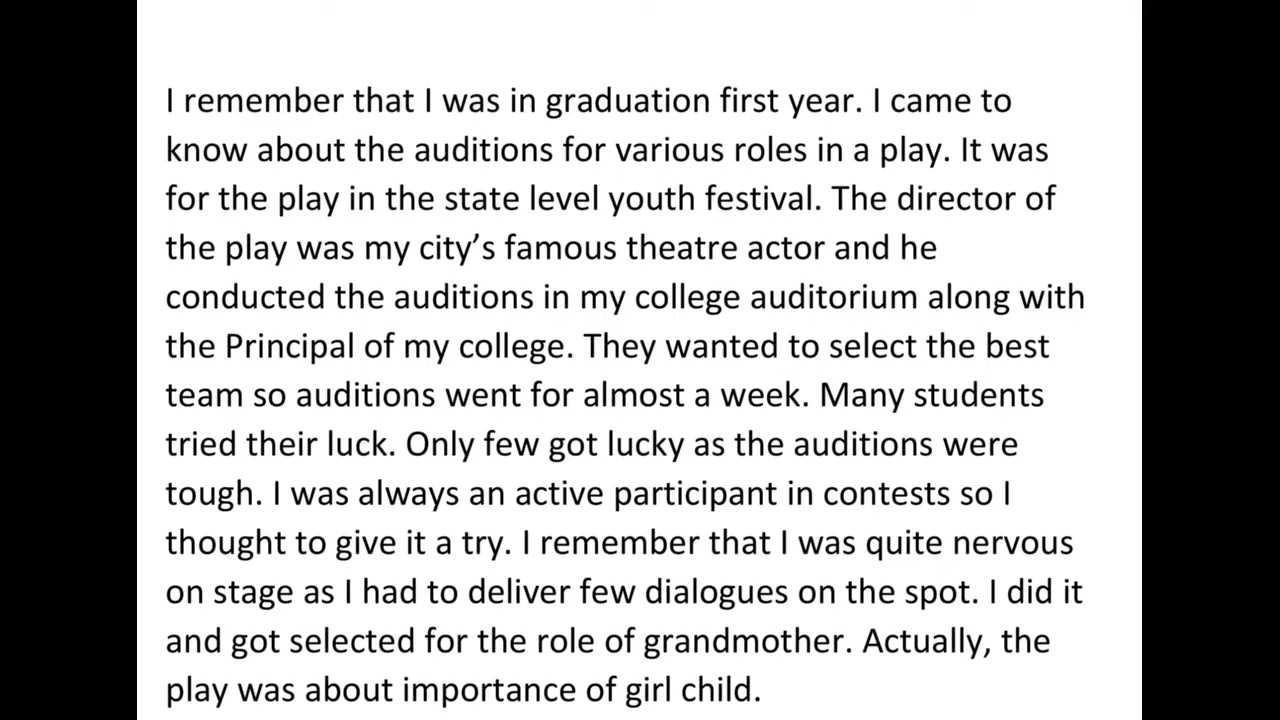 I remember that I was in graduation first year. I came to
know about the auditions for various roles in a play. It was
for the play in the state level youth festival. The director of
the play was my city’s famous theatre actor and he
conducted the auditions in my college auditorium along with
the Principal of my college. They wanted to select the best
team so auditions went for almost a week. Many students
tried their luck. Only few got lucky as the auditions were
tough. I was always an active participant in contests so I
thought to give it a try. I remember that I was quite nervous
on stage as I had to deliver few dialogues on the spot. I did it
and got selected for the role of grandmother. Actually, the
play was about importance of girl child.